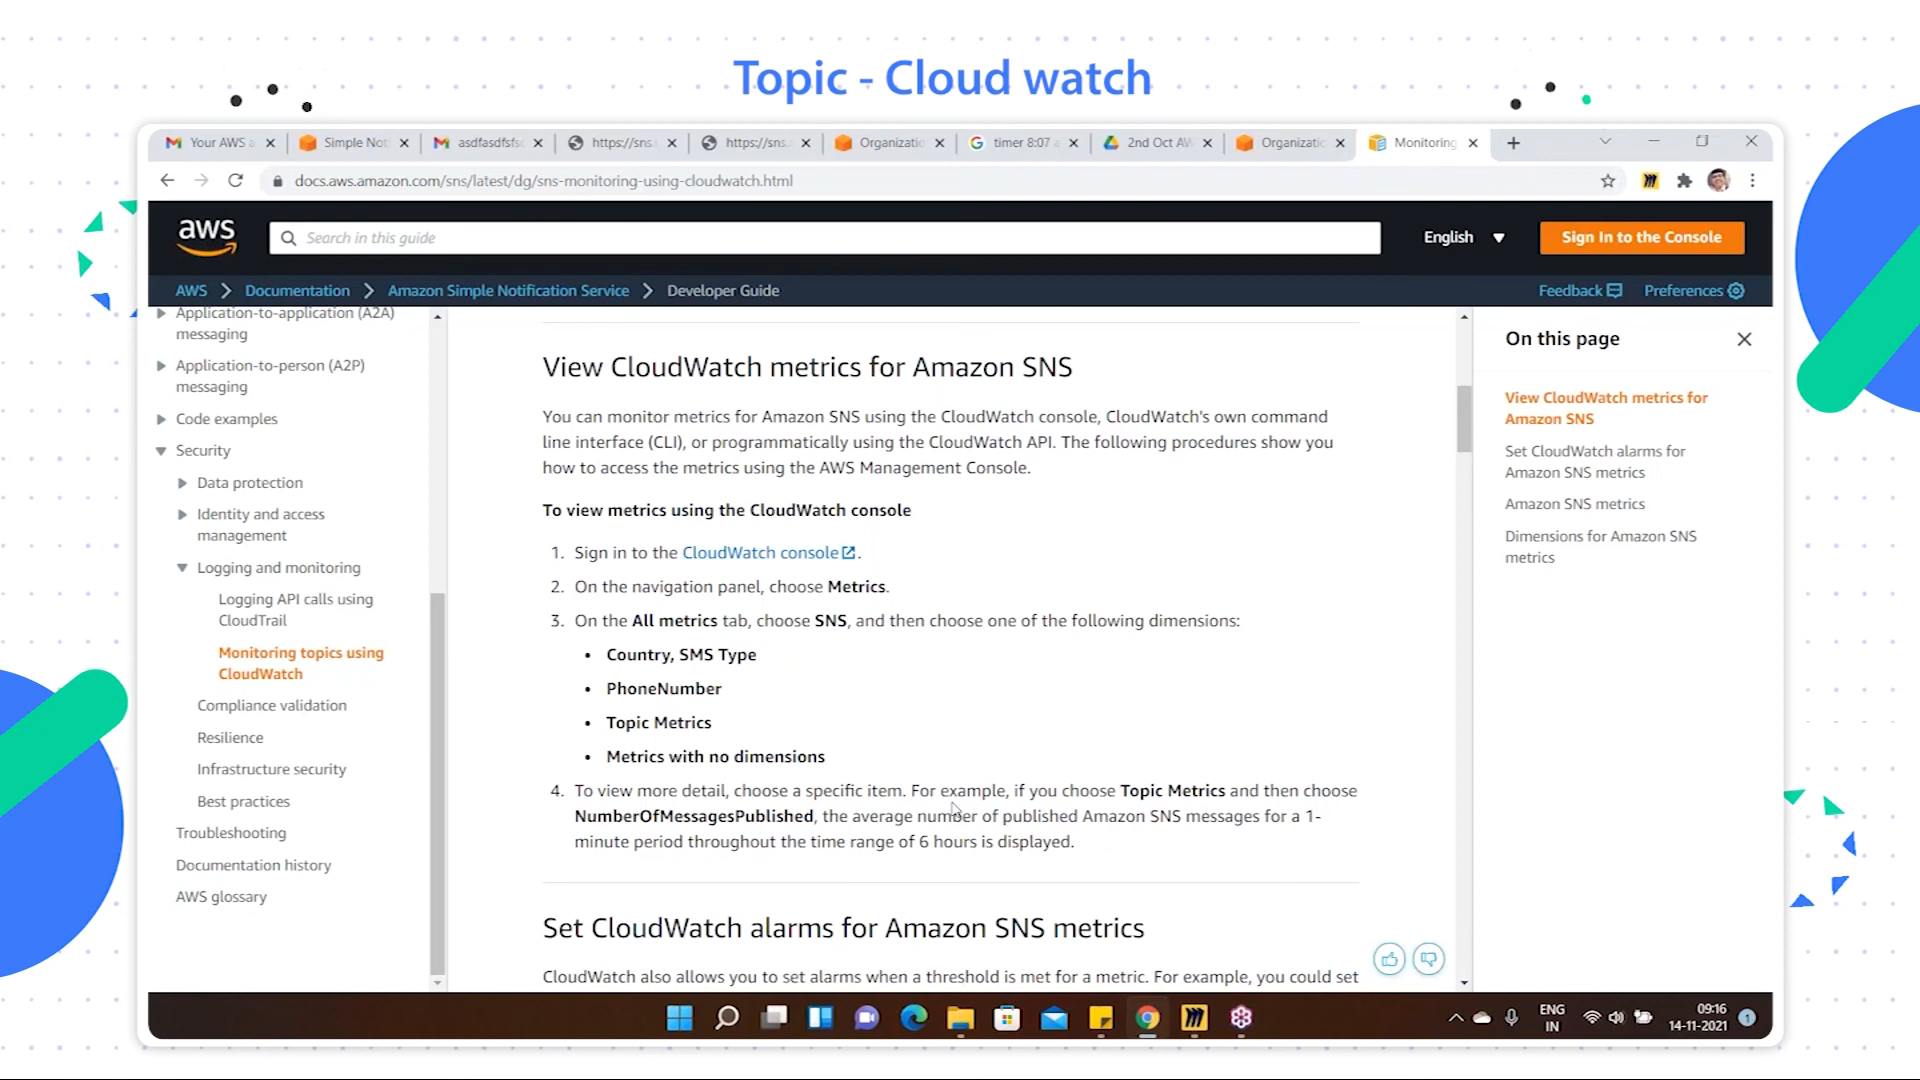 Topic - Cloud watch
Your AWS a
Simple Not
asdfasdfsfs
https://sns.
https://sns.
Organizatio
timer 8:07 a
2nd Oct AW
Organizatio
Monitoring
docs.aws.amazon.com/sns/latest/dg/sns-monitoring-using-cloudwatch.html
aws
Search in this guide
English
Sign In to the Console
AWS
Documentation
Amazon Simple Notification Service
Developer Guide
Feedback
Preferences
Application-to-application (A2A)
messaging
Application-to-person (A2P)
messaging
Code examples
Security
Data protection
Identity and access
management
Logging and monitoring
Logging API calls using
CloudTrail
Monitoring topics using
CloudWatch
Compliance validation
Resilience
Infrastructure security
Best practices
Troubleshooting
Documentation history
AWS glossary
View CloudWatch metrics for Amazon SNS
You can monitor metrics for Amazon SNS using the CloudWatch console, CloudWatch's own command
line interface (CLI), or programmatically using the CloudWatch API. The following procedures show you
how to access the metrics using the AWS Management Console.
To view metrics using the CloudWatch console
1. Sign in to the CloudWatch console.
2. On the navigation panel, choose Metrics.
3. On the All metrics tab, choose SNS, and then choose one of the following dimensions:
• Country, SMS Type
• PhoneNumber
• Topic Metrics
• Metrics with no dimensions
4. To view more detail, choose a specific item. For example, if you choose Topic Metrics and then choose
NumberOfMessagesPublished, the average number of published Amazon SNS messages for a 1-
minute period throughout the time range of 6 hours is displayed.
Set CloudWatch alarms for Amazon SNS metrics
CloudWatch also allows you to set alarms when a threshold is met for a metric. For example, you could set
On this page
View CloudWatch metrics for
Amazon SNS
Set CloudWatch alarms for
Amazon SNS metrics
Amazon SNS metrics
Dimensions for Amazon SNS
metrics
ENG
IN
09:16
14-11-2021
1